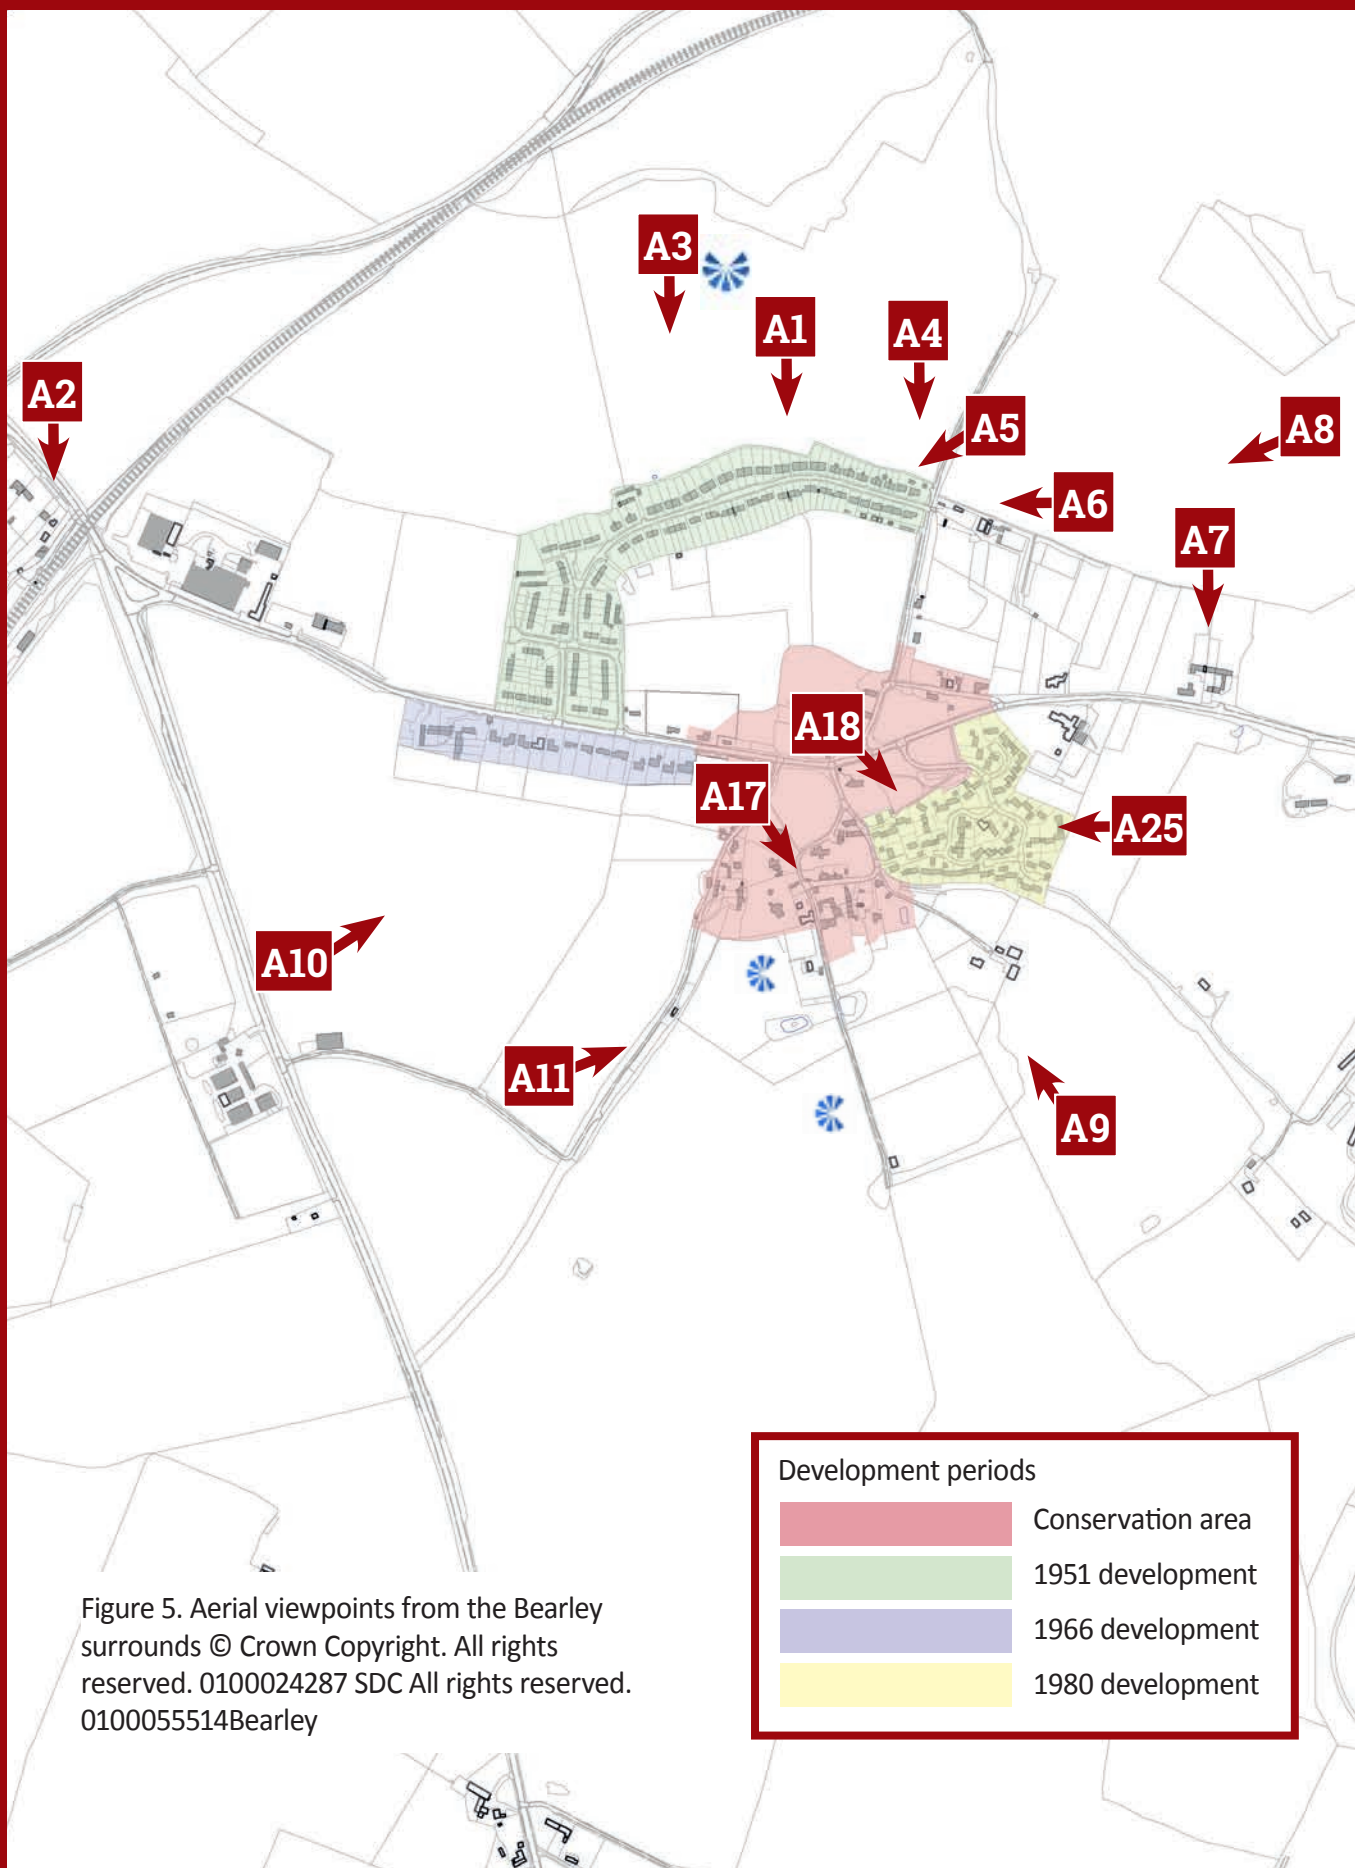 A3
A1
A4
A2
A5
A8
A6
A7
A18
A17
A25
A10
A11
A9
Development periods
Conservation area
1951 development
1966 development
1980 development
Figure 5. Aerial viewpoints from the Bearley
surrounds © Crown Copyright. All rights
reserved. 0100024287 SDC All rights reserved.
0100055514Bearley